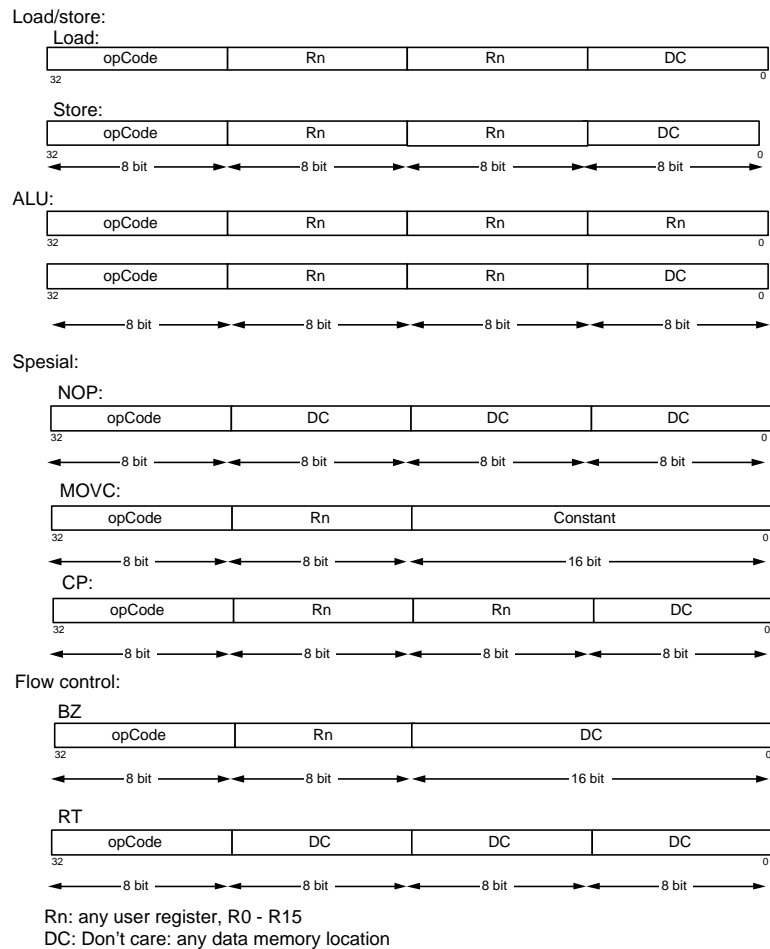 Load/store:
Load:
opCode Rn Rn DC
32 0
Store:
opCode Rn Rn DC
32 0
8 bit 8 bit 8 bit 8 bit
ALU:
opCode Rn Rn Rn
32 0
opCode Rn Rn DC
32 0
8 bit 8 bit 8 bit 8 bit
Spesial:
NOP:
opCode DC DC DC
32 0
8 bit 8 bit 8 bit 8 bit
MOVC:
opCode Rn Constant
32 0
8 bit 8 bit 16 bit
CP:
opCode Rn Rn DC
32 0
8 bit 8 bit 8 bit 8 bit
Flow control:
BZ
opCode Rn DC
32 0
8 bit 8 bit 16 bit
RT
opCode DC DC DC
32 0
8 bit 8 bit 8 bit 8 bit
Rn: any user register, R0 - R15
DC: Don't care: any data memory location